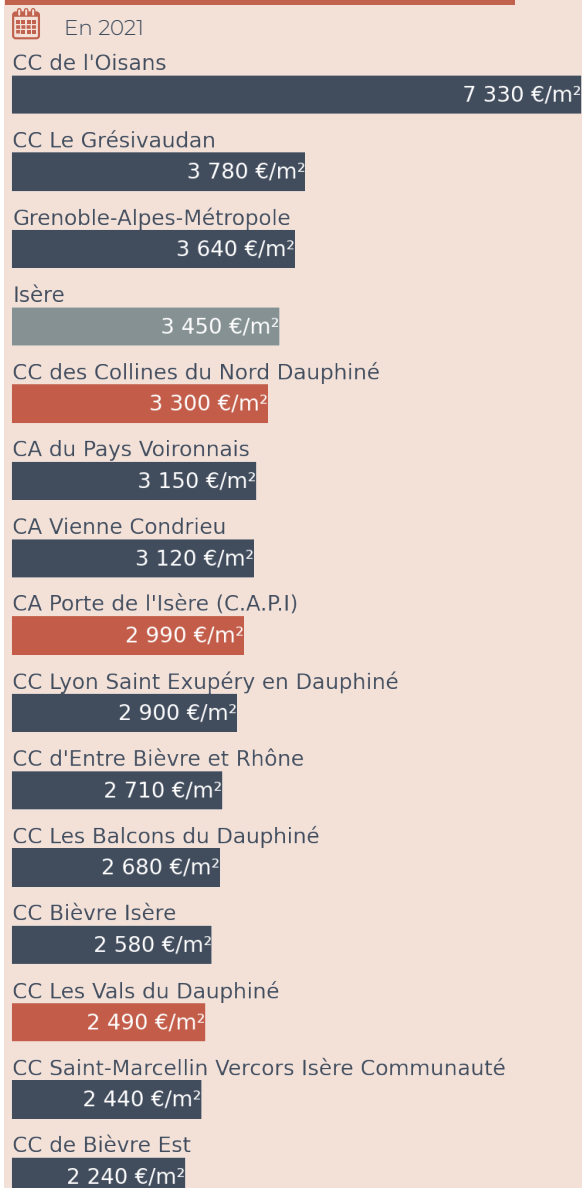 En 2021
CC de l'Oisans
7 330 €/m²
CC Le Grésivaudan
3 780 €/m²
Grenoble-Alpes-Métropole
3 640 €/m²
Isère
3 450 €/m²
CC des Collines du Nord Dauphiné
3 300 €/m²
CA du Pays Voironnais
3 150 €/m²
CA Vienne Condrieu
3 120 €/m²
CA Porte de l'Isère (C.A.P.I)
2 990 €/m²
CC Lyon Saint Exupéry en Dauphiné
2 900 €/m²
CC d'Entre Bièvre et Rhône
2 710 €/m²
CC Les Balcons du Dauphiné
2 680 €/m²
CC Bièvre Isère
2 580 €/m²
CC Les Vals du Dauphiné
2 490 €/m²
CC Saint-Marcellin Vercors Isère Communauté
2 440 €/m²
CC de Bièvre Est
2 240 €/m²